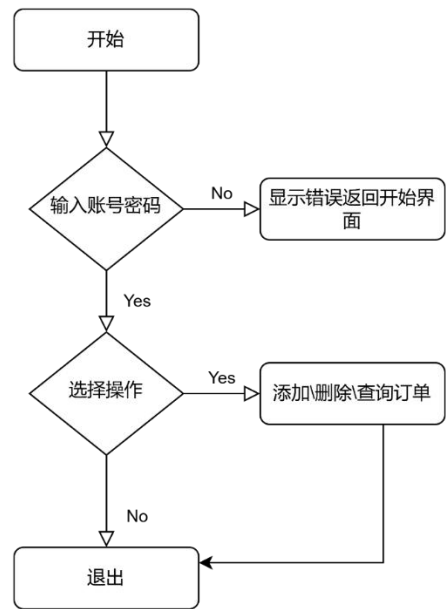 开始
输入账号密码
No
显示错误返回开始界
面
Yes
选择操作
Yes
添加\删除\查询订单
No
退出